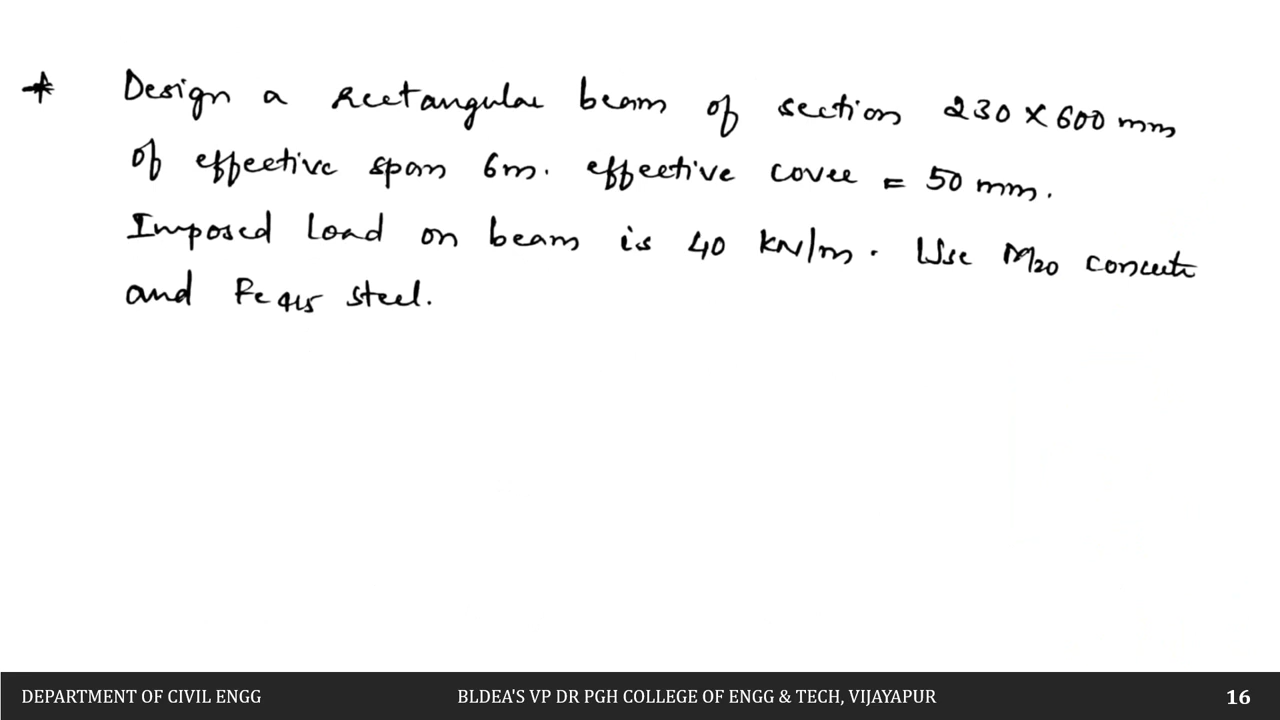 * Design a Rectangular beam of section 230 × 600 mm
of effective span 6m. effective cover = 50 mm.
Imposed load on beam is 40 kN/m. Use M20 concrete
and Fe415 steel.
DEPARTMENT OF CIVIL ENGG BLDEA'S VP DR PGH COLLEGE OF ENGG & TECH, VIJAYAPUR 16